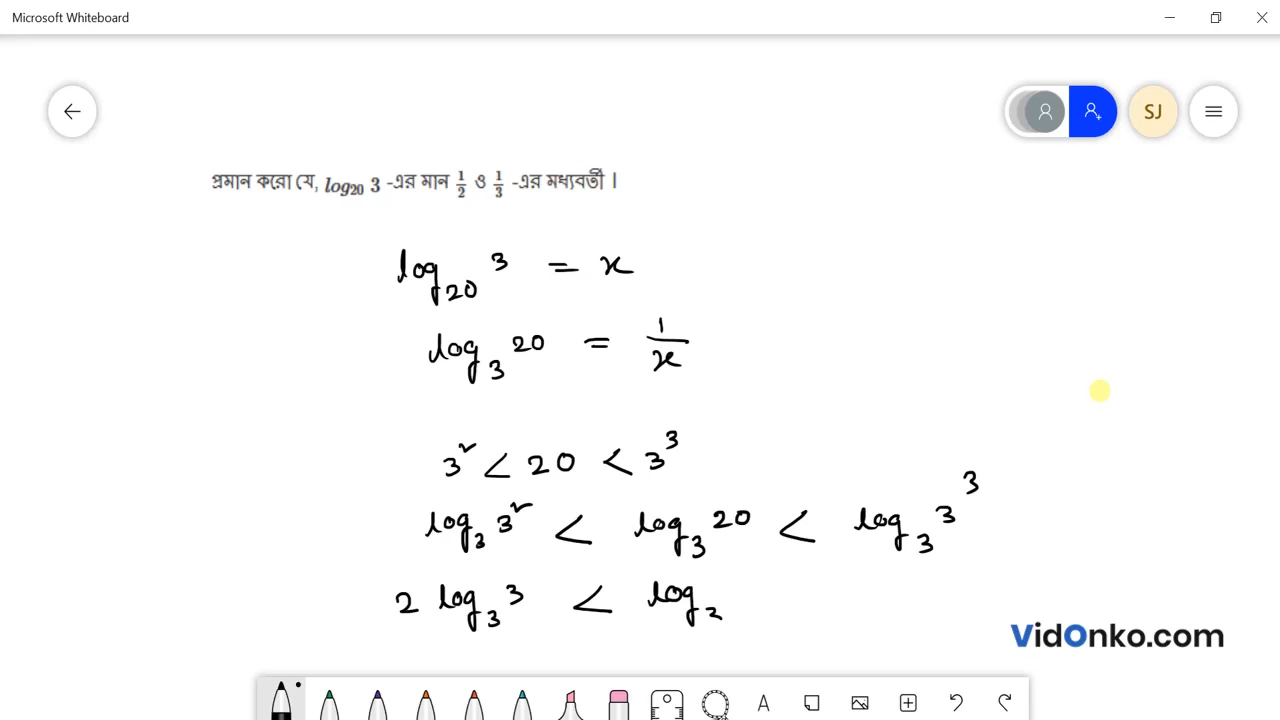 Microsoft Whiteboard
SJ
প্রমান করো যে, log₂₀ 3 -এর মান 1/2 ও 1/3 -এর মধ্যবর্তী ।
log₂₀ 3 = x
log₃ 20 = 1/x
3² < 20 < 3³
log₃ 3² < log₃ 20 < log₃ 3³
2 log₃ 3 < log₂
VidOnko.com
A